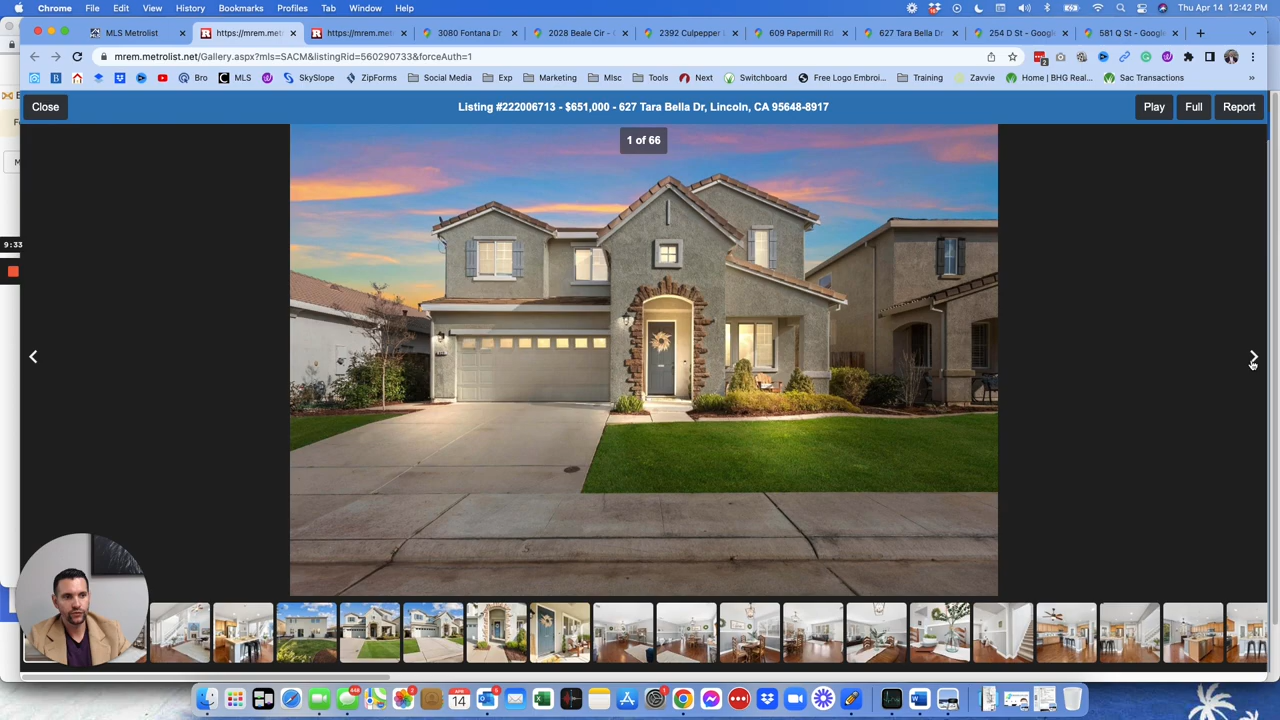 Chrome File Edit View History Bookmarks Profiles Tab Window Help
Thu Apr 14 12:42 PM
MLS Metrolist
https://mrem.met
https://mrem.met
3080 Fontana Dr
2028 Beale Cir -
2392 Culpepper
609 Papermill Rd
627 Tara Bella Dr
254 D St - Google
581 Q St - Google
mrem.metrolist.net/Gallery.aspx?mls=SACM&listingRid=560290733&forceAuth=1
Bro MLS SkySlope ZipForms Social Media Exp Marketing MIsc Tools Next Switchboard Free Logo Embroi... Training Zavvie Home | BHG Real... Sac Transactions
Close
Listing #222006713 - $651,000 - 627 Tara Bella Dr, Lincoln, CA 95648-8917
Play Full Report
1 of 66
9:33